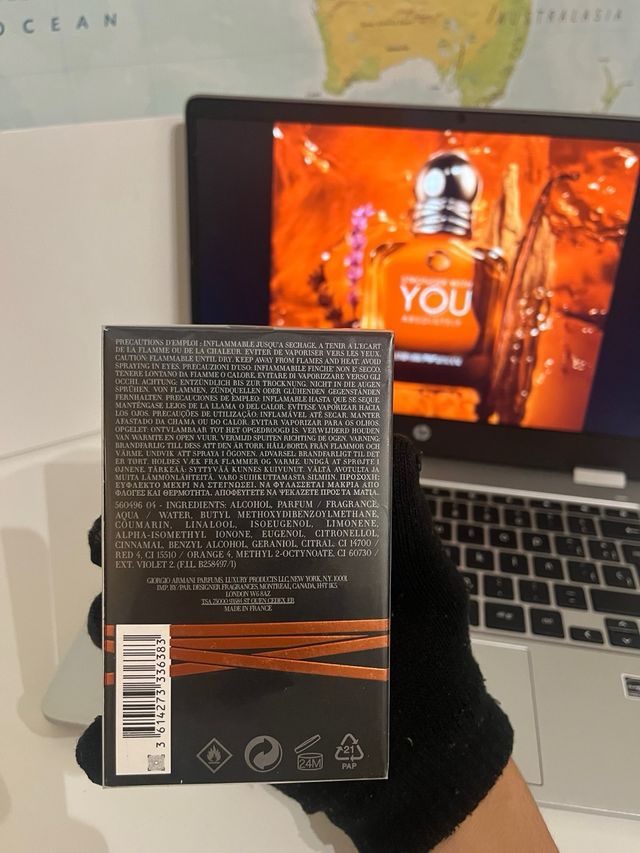 OCEAN
AUSTRALASIA
STRONGER WITH
YOU
ABSOLUTELY
hp
PRECAUTIONS D'EMPLOI : INFLAMMABLE JUSQU'A SECHAGE, A TENIR A L'ECART
DE LA FLAMME OU DE LA CHALEUR. EVITER DE VAPORISER VERS LES YEUX.
CAUTION: FLAMMABLE UNTIL DRY. KEEP AWAY FROM FLAMES AND HEAT. AVOID
SPRAYING IN EYES. PRECAUZIONI D'USO: INFIAMMABILE FINCHE' NON E' SECCO.
TENERE LONTANO DA FIAMME O CALORE. EVITARE DI VAPORIZZARE VERSO GLI
OCCHI. ACHTUNG: ENTZÜNDLICH BIS ZUR TROCKNUNG. NICHT IN DIE AUGEN
SPRÜHEN. VON FLAMMEN, ZÜNDQUELLEN ODER GLÜHENDEN GEGENSTÄNDEN
FERNHALTEN. PRECAUCIONES DE EMPLEO: INFLAMABLE HASTA QUE SE SEQUE.
MANTÉNGASE LEJOS DE LA LLAMA O DEL CALOR. EVÍTESE VAPORIZAR HACIA
LOS OJOS. PRECAUÇÕES DE UTILIZAÇÃO: INFLAMÁVEL ATÉ SECAR. MANTER
AFASTADO DA CHAMA OU DO CALOR. EVITAR VAPORIZAR PARA OS OLHOS.
OPGELET: ONTVLAMBAAR TOT HET OPGEDROOGD IS. VERWIJDERD HOUDEN
VAN WARMTE EN OPEN VUUR. VERMIJD SPUITEN RICHTING DE OGEN. VARNING:
BRANDFARLIG TILL DESS ATT DEN ÄR TORR. HÅLL BORTA FRÅN FLAMMOR OCH
VÄRME. UNDVIK ATT SPRAYA I ÖGONEN. ADVARSEL: BRANDFARLIG TIL DET
ER TØRT. HOLDES VÆK FRA FLAMMER OG VARME. UNDGÅ AT SPRØJTE I
ØJNENE. TÄRKEÄÄ: SYTTYVÄÄ KUNNES KUIVUNUT. VÄLTÄ AVOTULTA JA
MUITA LÄMMÖNLÄHTEITÄ. VARO SUIHKUTTAMASTA SILMIIN. ΠΡΟΣΟΧΗ:
ΕΥΦΛΕΚΤΟ ΜΕΧΡΙ ΝΑ ΣΤΕΓΝΩΣΕΙ. ΝΑ ΦΥΛΑΣΣΕΤΑΙ ΜΑΚΡΙΑ ΑΠΟ
ΦΛΟΓΕΣ ΚΑΙ ΘΕΡΜΟΤΗΤΑ. ΑΠΟΦΕΥΓΕΤΕ ΝΑ ΨΕΚΑΖΕΤΕ ΠΡΟΣ ΤΑ ΜΑΤΙΑ.
560496 04 - INGREDIENTS: ALCOHOL, PARFUM / FRAGRANCE,
AQUA / WATER, BUTYL METHOXYDIBENZOYLMETHANE,
COUMARIN, LINALOOL, ISOEUGENOL, LIMONENE,
ALPHA-ISOMETHYL IONONE, EUGENOL, CITRONELLOL,
CINNAMAL, BENZYL ALCOHOL, GERANIOL, CITRAL, CI 14700 /
RED 4, CI 15510 / ORANGE 4, METHYL 2-OCTYNOATE, CI 60730 /
EXT. VIOLET 2 (F.I.L B258497/1)
GIORGIO ARMANI PARFUMS, LUXURY PRODUCTS LLC, NEW YORK, N.Y. 10001
IMP. BY/PAR. DESIGNER FRAGRANCES, MONTREAL, CANADA, H4T 1K5
LONDON W6 8AZ
TSA 75000 93584 ST OUEN CEDEX, FR
MADE IN FRANCE
3 614273 336383
24M
21
PAP